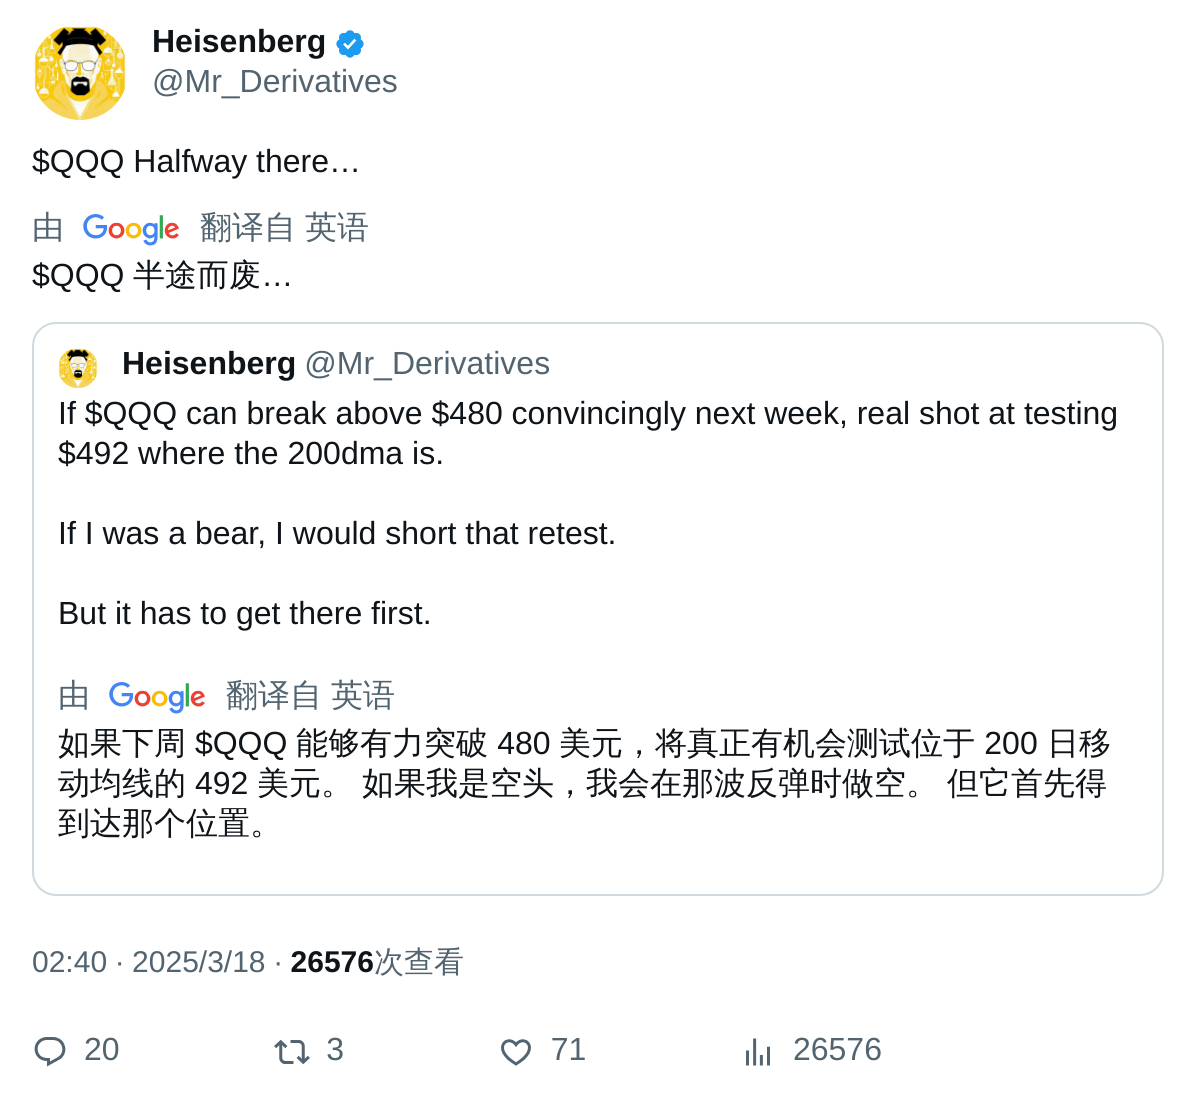 Heisenberg
@Mr_Derivatives
$QQQ Halfway there…
由 Google 翻译自 英语
$QQQ 半途而废…
Heisenberg @Mr_Derivatives
If $QQQ can break above $480 convincingly next week, real shot at testing
$492 where the 200dma is.
If I was a bear, I would short that retest.
But it has to get there first.
由 Google 翻译自 英语
如果下周 $QQQ 能够有力突破 480 美元，将真正有机会测试位于 200 日移
动均线的 492 美元。 如果我是空头，我会在那波反弹时做空。 但它首先得
到达那个位置。
02:40 · 2025/3/18 · 26576次查看
20 3 71 26576